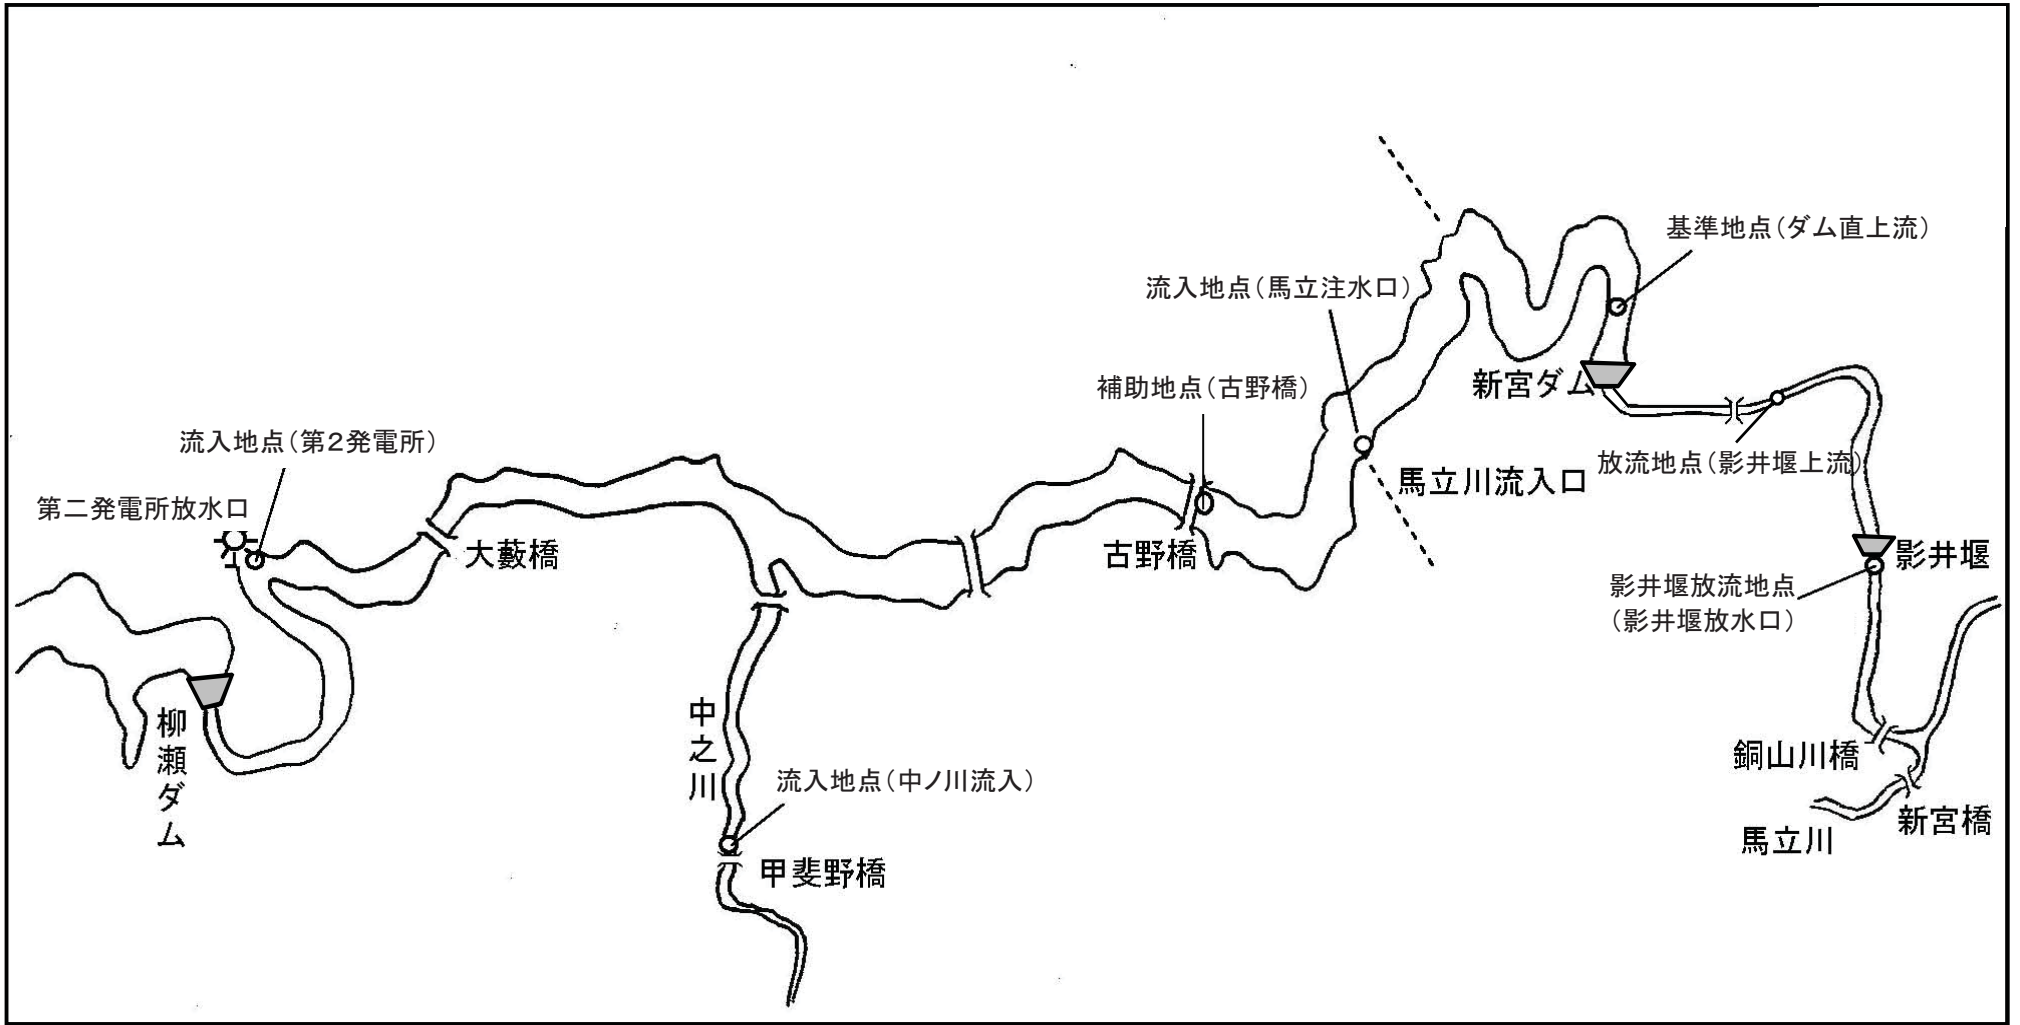 基準地点（ダム直上流）
流入地点（馬立注水口）
新宮ダム
補助地点（古野橋）
流入地点（第２発電所）
放流地点（影井堰上流）
馬立川流入口
第二発電所放水口
大藪橋
古野橋
影井堰
影井堰放流地点
（影井堰放水口）
柳瀬ダム
中之川
銅山川橋
流入地点（中ノ川流入）
新宮橋
馬立川
甲斐野橋